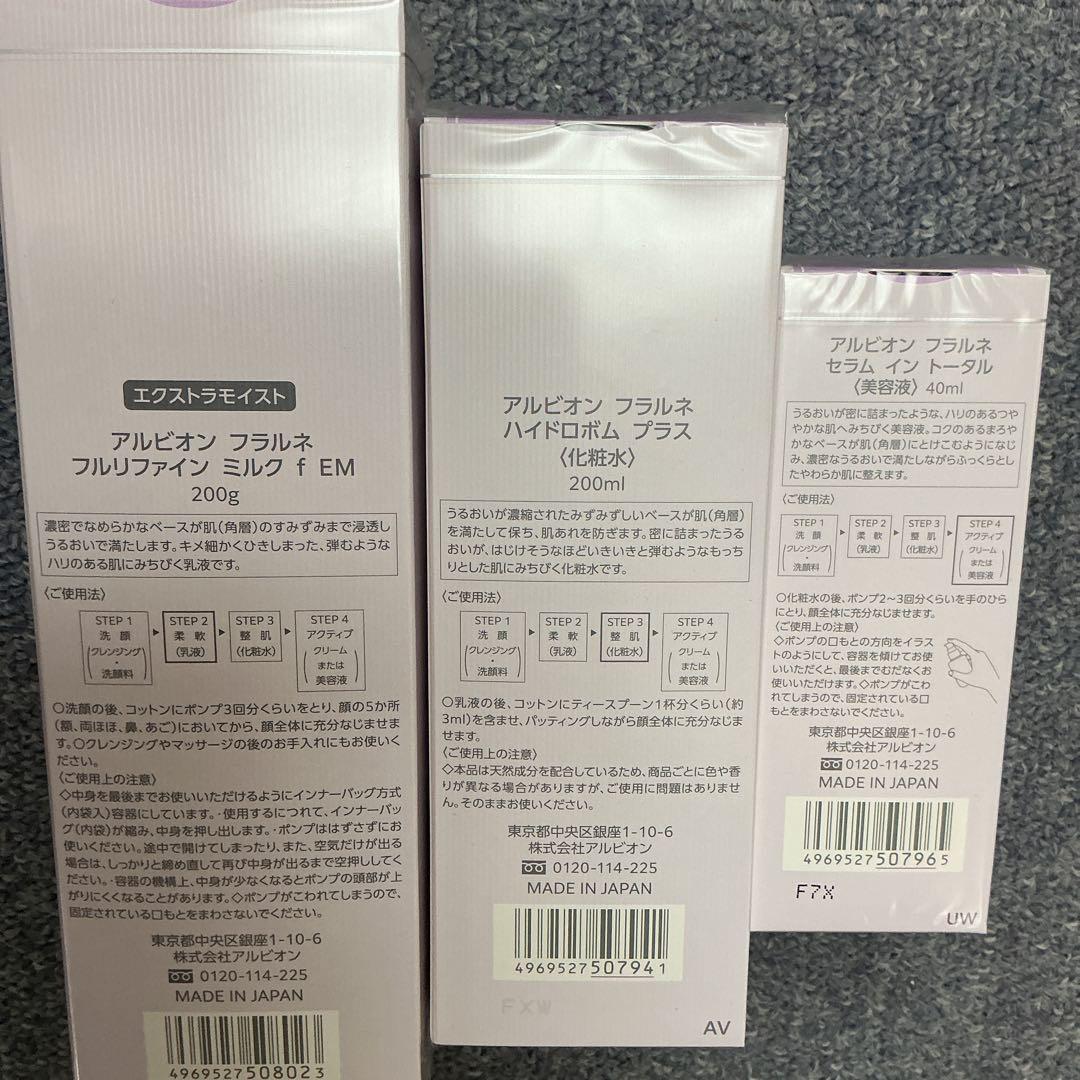 エクストラモイスト
アルビオン フラルネ
フルリファイン ミルク f EM
200g
濃密でなめらかなベースが肌(角層)のすみずみまで浸透し
うるおいで満たします。キメ細かくひきしまった、弾むような
ハリのある肌にみちびく乳液です。
〈ご使用法〉
STEP 1
洗顔
(クレンジング
・
洗顔料)
STEP 2
柔軟
(乳液)
STEP 3
整肌
(化粧水)
STEP 4
アクティブ
(クリーム
または
美容液)
○洗顔の後、コットンにポンプ3回分くらいをとり、顔の5か所
(額、両ほほ、鼻、あご)においてから、顔全体に充分なじませま
す。○クレンジングやマッサージの後のお手入れにもお使いく
ださい。
〈ご使用上の注意〉
◇中身を最後までお使いいただけるようにインナーバッグ方式
(内袋入)容器にしています。・使用するにつれて、インナーバッ
グ(内袋)が縮み、中身を押し出します。・ポンプははずさずにお
使いください。途中で開けてしまったり、また、空気だけが出る
場合は、しっかりと締め直して再び中身が出るまで空押ししてく
ださい。・容器の機構上、中身が少なくなるとポンプの頭部が上
がりにくくなることがあります。◇ポンプがこわれてしまうので、
固定されている口もとをまわさないでください。
東京都中央区銀座1-10-6
株式会社アルビオン
0120-114-225
MADE IN JAPAN
4969527508023
アルビオン フラルネ
ハイドロボム プラス
〈化粧水〉
200ml
うるおいが濃縮されたみずみずしいベースが肌(角層)
を満たして保ち、肌あれを防ぎます。密に詰まったうる
おいが、はじけそうなほどいきいきと弾むようなもっち
りとした肌にみちびく化粧水です。
〈ご使用法〉
STEP 1
洗顔
(クレンジング
・
洗顔料)
STEP 2
柔軟
(乳液)
STEP 3
整肌
(化粧水)
STEP 4
アクティブ
(クリーム
または
美容液)
○乳液の後、コットンにティースプーン1杯分くらい(約
3ml)を含ませ、パッティングしながら顔全体に充分なじま
せます。
〈ご使用上の注意〉
◇本品は天然成分を配合しているため、商品ごとに色や香
りが異なる場合がありますが、ご使用に問題はありませ
ん。そのままお使いください。
東京都中央区銀座1-10-6
株式会社アルビオン
0120-114-225
MADE IN JAPAN
4969527507941
FXW
AV
アルビオン フラルネ
セラム イン トータル
〈美容液〉 40ml
うるおいが密に詰まったような、ハリのあるつや
やかな肌へみちびく美容液。コクのあるまろや
かなベースが肌(角層)にとけこむようになじ
み、濃密なうるおいで満たしながらふっくらとし
たやわらか肌に整えます。
〈ご使用法〉
STEP 1
洗顔
(クレンジング
・
洗顔料)
STEP 2
柔軟
(乳液)
STEP 3
整肌
(化粧水)
STEP 4
アクティブ
(クリーム
または
美容液)
○化粧水の後、ポンプ2〜3回分くらいを手のひら
にとり、顔全体に充分なじませます。
〈ご使用上の注意〉
◇ポンプの口もとの方向をイラス
トのようにして、容器を傾けてお使
いいただくと、最後までむだなくお
使いいただけます。◇ポンプがこわ
れてしまうので、固定されている口
もとをまわさないでください。
東京都中央区銀座1-10-6
株式会社アルビオン
0120-114-225
MADE IN JAPAN
4969527507965
F7X
UW